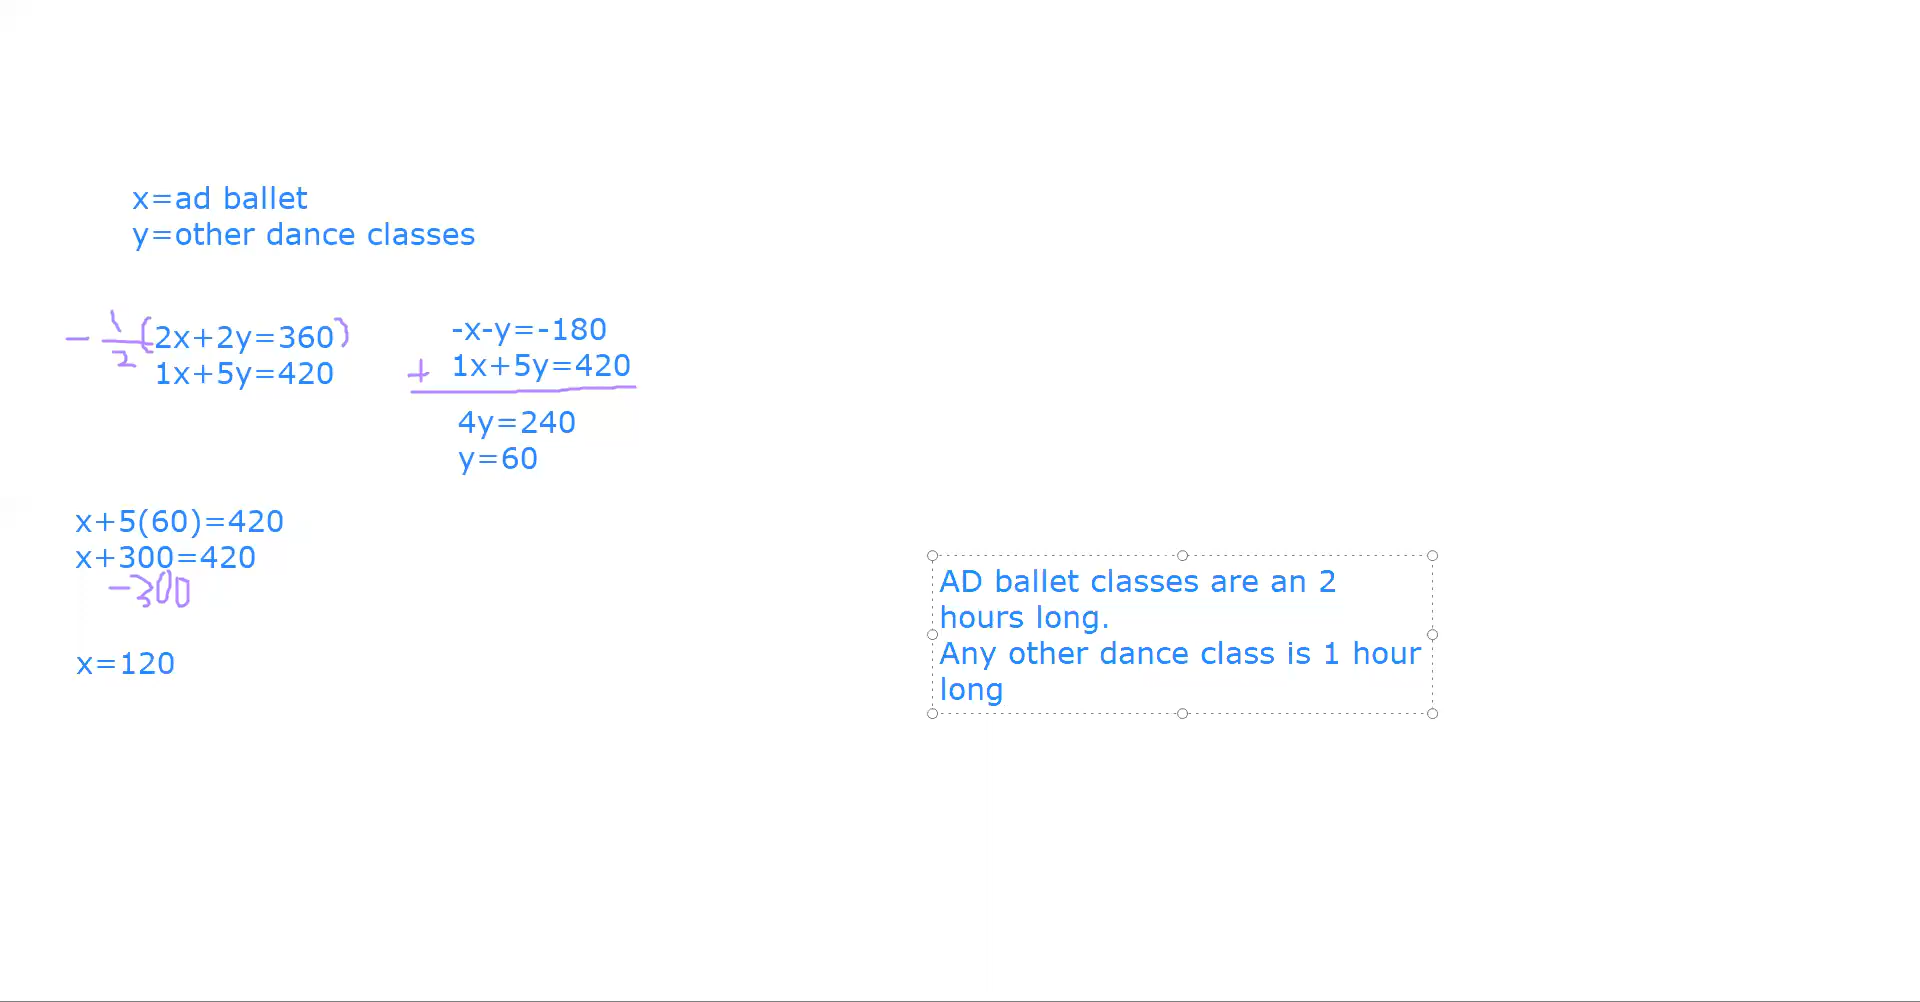 x=ad ballet
y=other dance classes
- 1/2 (2x+2y=360)
1x+5y=420
-x-y=-180
+ 1x+5y=420
4y=240
y=60
x+5(60)=420
x+300=420
-300
x=120
AD ballet classes are an 2
hours long.
Any other dance class is 1 hour
long